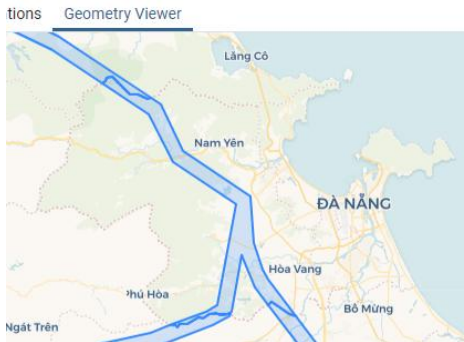 tions Geometry Viewer
Lăng Cô
Nam Yên
ĐÀ NẴNG
Hòa Vang
Phú Hòa
Bồ Mừng
Ngát Trên